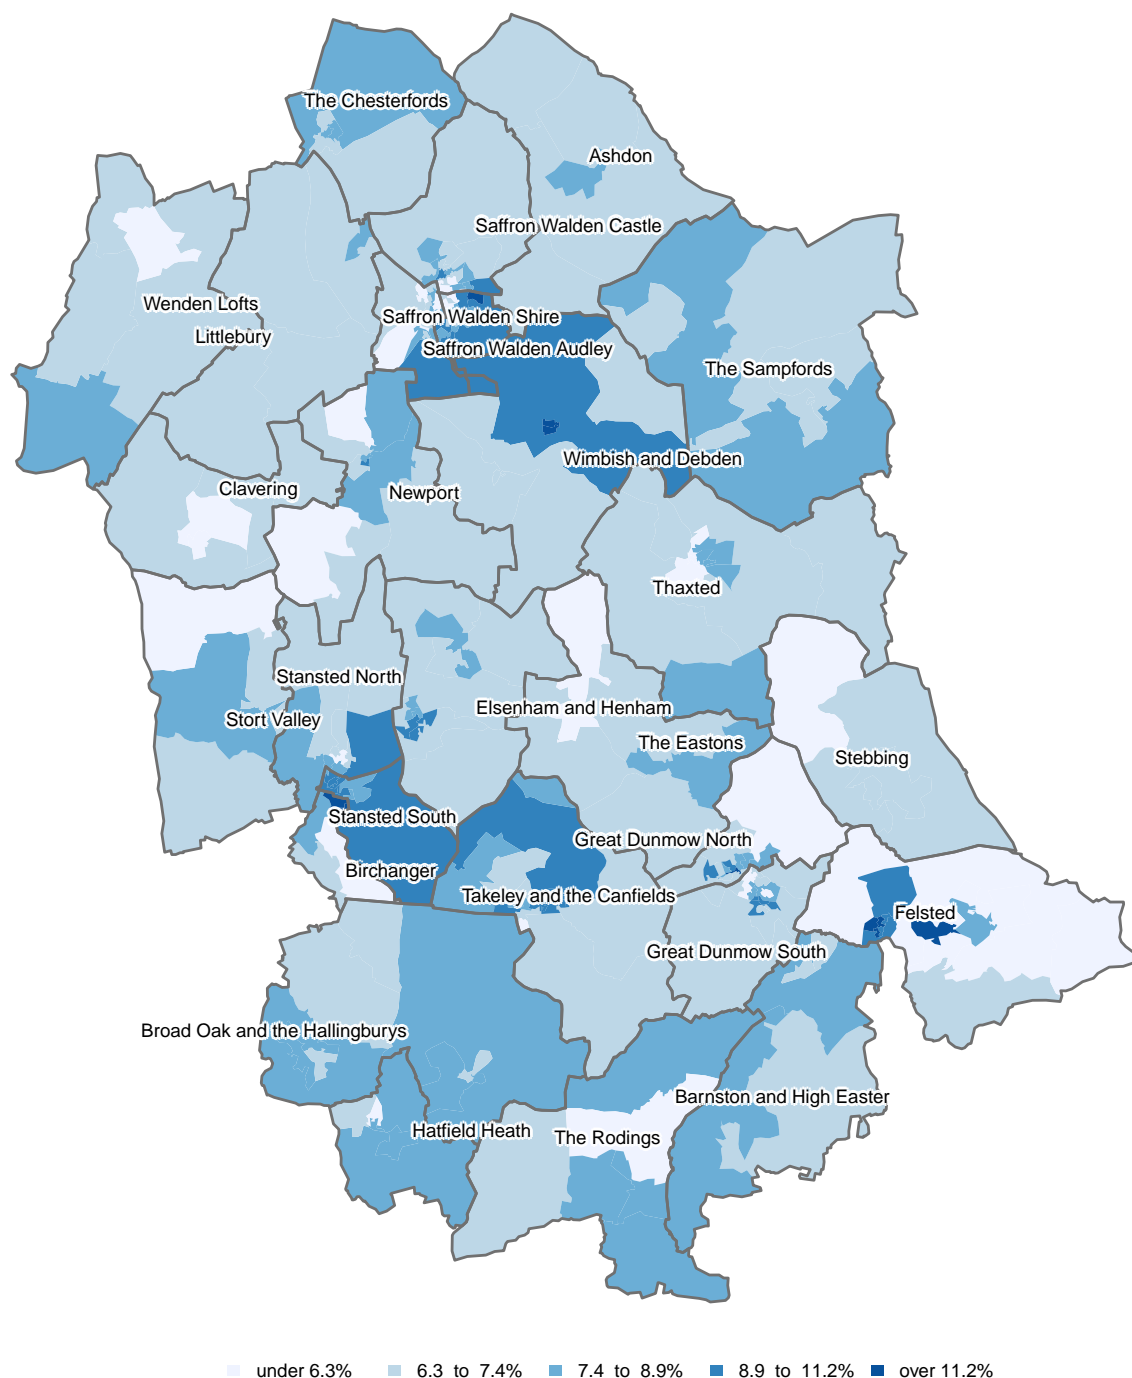 The Chesterfords
Ashdon
Saffron Walden Castle
Wenden Lofts
Saffron Walden Shire
Littlebury
Saffron Walden Audley
The Sampfords
Wimbish and Debden
Clavering
Newport
Thaxted
Stansted North
Elsenham and Henham
Stort Valley
The Eastons
Stebbing
Stansted South
Great Dunmow North
Birchanger
Takeley and the Canfields
Felsted
Great Dunmow South
Broad Oak and the Hallingburys
Barnston and High Easter
Hatfield Heath
The Rodings
under 6.3% 6.3 to 7.4% 7.4 to 8.9% 8.9 to 11.2% over 11.2%